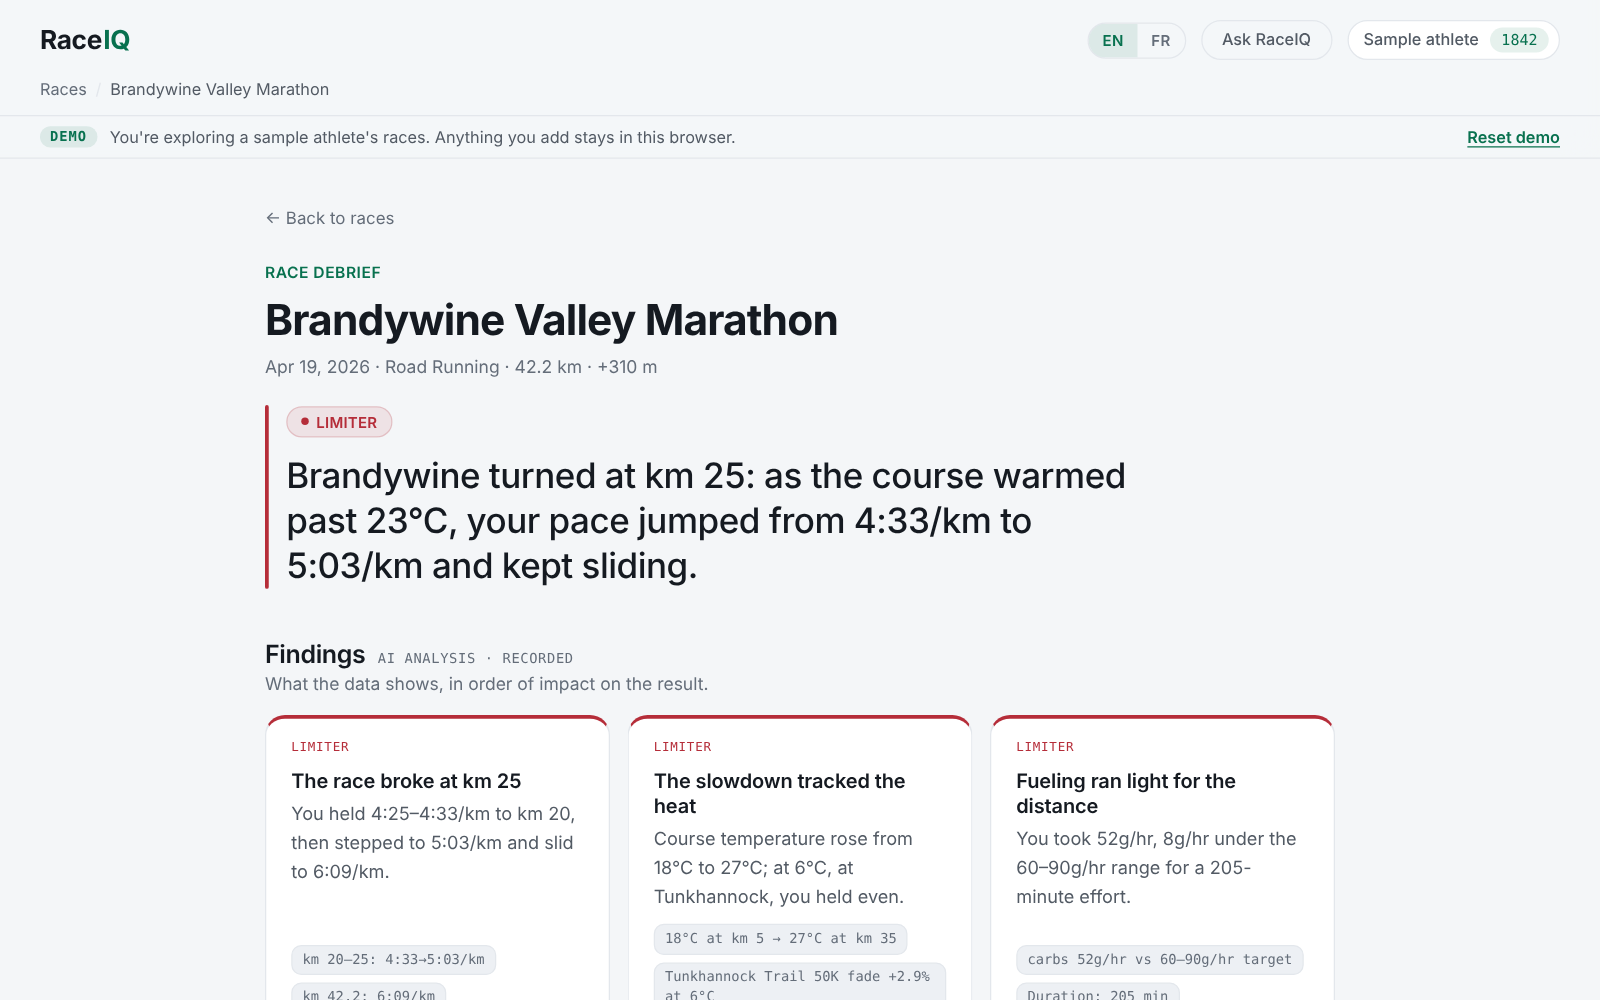 RaceIQ
EN FR Ask RaceIQ Sample athlete 1842
Races / Brandywine Valley Marathon
DEMO You're exploring a sample athlete's races. Anything you add stays in this browser. Reset demo
← Back to races
RACE DEBRIEF
Brandywine Valley Marathon
Apr 19, 2026 · Road Running · 42.2 km · +310 m
LIMITER
Brandywine turned at km 25: as the course warmed
past 23°C, your pace jumped from 4:33/km to
5:03/km and kept sliding.
Findings AI ANALYSIS · RECORDED
What the data shows, in order of impact on the result.
LIMITER
The race broke at km 25
You held 4:25–4:33/km to km 20,
then stepped to 5:03/km and slid
to 6:09/km.
km 20–25: 4:33→5:03/km
km 42.2: 6:09/km
LIMITER
The slowdown tracked the
heat
Course temperature rose from
18°C to 27°C; at 6°C, at
Tunkhannock, you held even.
18°C at km 5 → 27°C at km 35
Tunkhannock Trail 50K fade +2.9%
at 6°C
LIMITER
Fueling ran light for the
distance
You took 52g/hr, 8g/hr under the
60–90g/hr range for a 205-
minute effort.
carbs 52g/hr vs 60–90g/hr target
Duration: 205 min